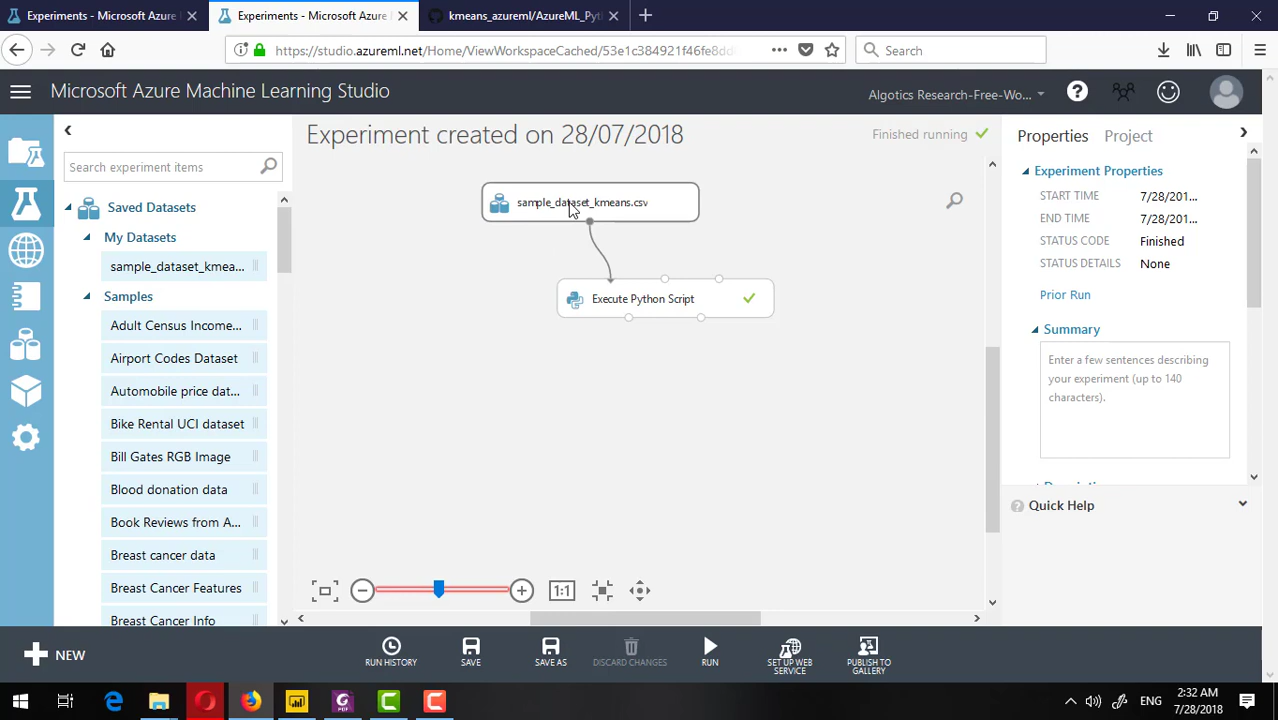 Experiments - Microsoft Azure
Experiments - Microsoft Azure M
kmeans_azureml/AzureML_Pyt
https://studio.azureml.net/Home/ViewWorkspaceCached/53e1c384921f46fe8dd
Search
Microsoft Azure Machine Learning Studio
Algotics Research-Free-Wo...
Search experiment items
Experiment created on 28/07/2018
Finished running
Properties
Project
Saved Datasets
My Datasets
sample_dataset_kmea...
Samples
Adult Census Income...
Airport Codes Dataset
Automobile price dat...
Bike Rental UCI dataset
Bill Gates RGB Image
Blood donation data
Book Reviews from A...
Breast cancer data
Breast Cancer Features
Breast Cancer Info
sample_dataset_kmeans.csv
Execute Python Script
1:1
Experiment Properties
START TIME 7/28/201...
END TIME 7/28/201...
STATUS CODE Finished
STATUS DETAILS None
Prior Run
Summary
Enter a few sentences describing
your experiment (up to 140
characters).
Quick Help
NEW
RUN HISTORY
SAVE
SAVE AS
DISCARD CHANGES
RUN
SET UP WEB
SERVICE
PUBLISH TO
GALLERY
ENG
2:32 AM
7/28/2018